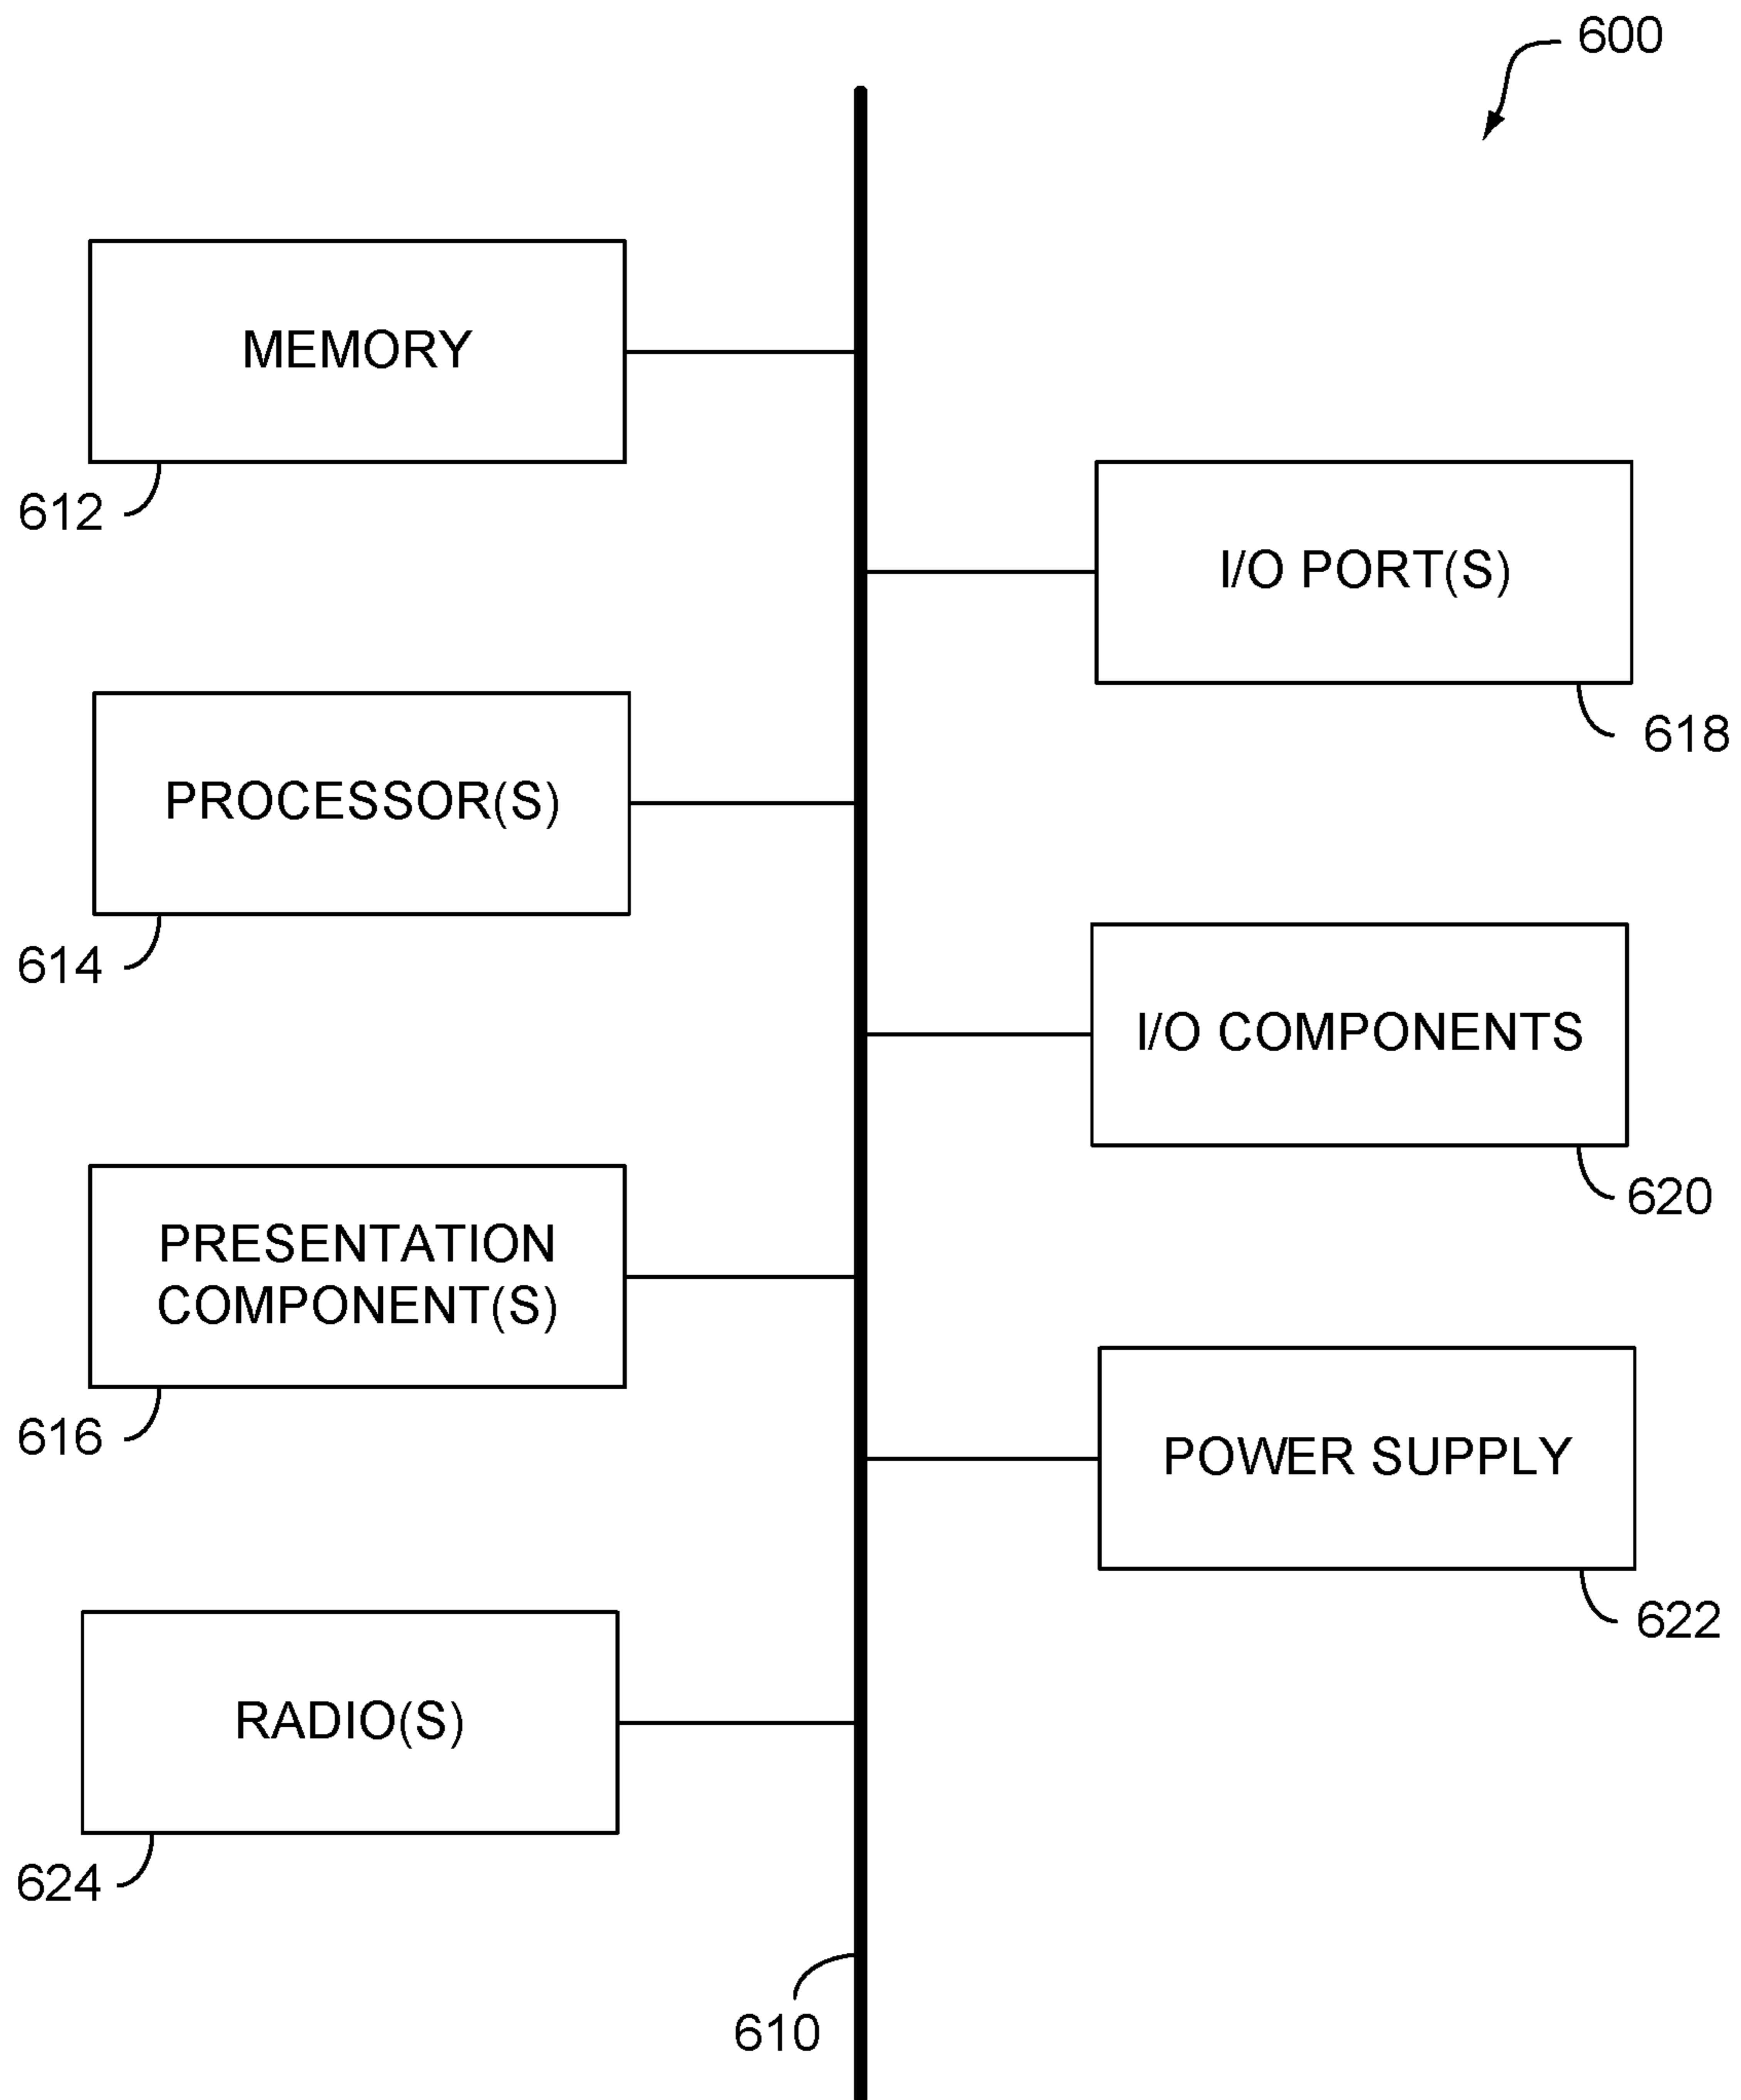 600
MEMORY
612
I/O PORT(S)
618
PROCESSOR(S)
614
I/O COMPONENTS
620
PRESENTATION
COMPONENT(S)
616
POWER SUPPLY
622
RADIO(S)
624
610